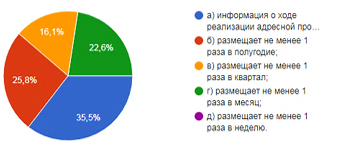 16,1%
22,6%
25,8%
35,5%
а) информация о ходе
реализации адресной про…
б) размещает не менее 1
раза в полугодие;
в) размещает не менее 1
раза в квартал;
г) размещает не менее 1
раза в месяц;
д) размещает не менее 1
раза в неделю.